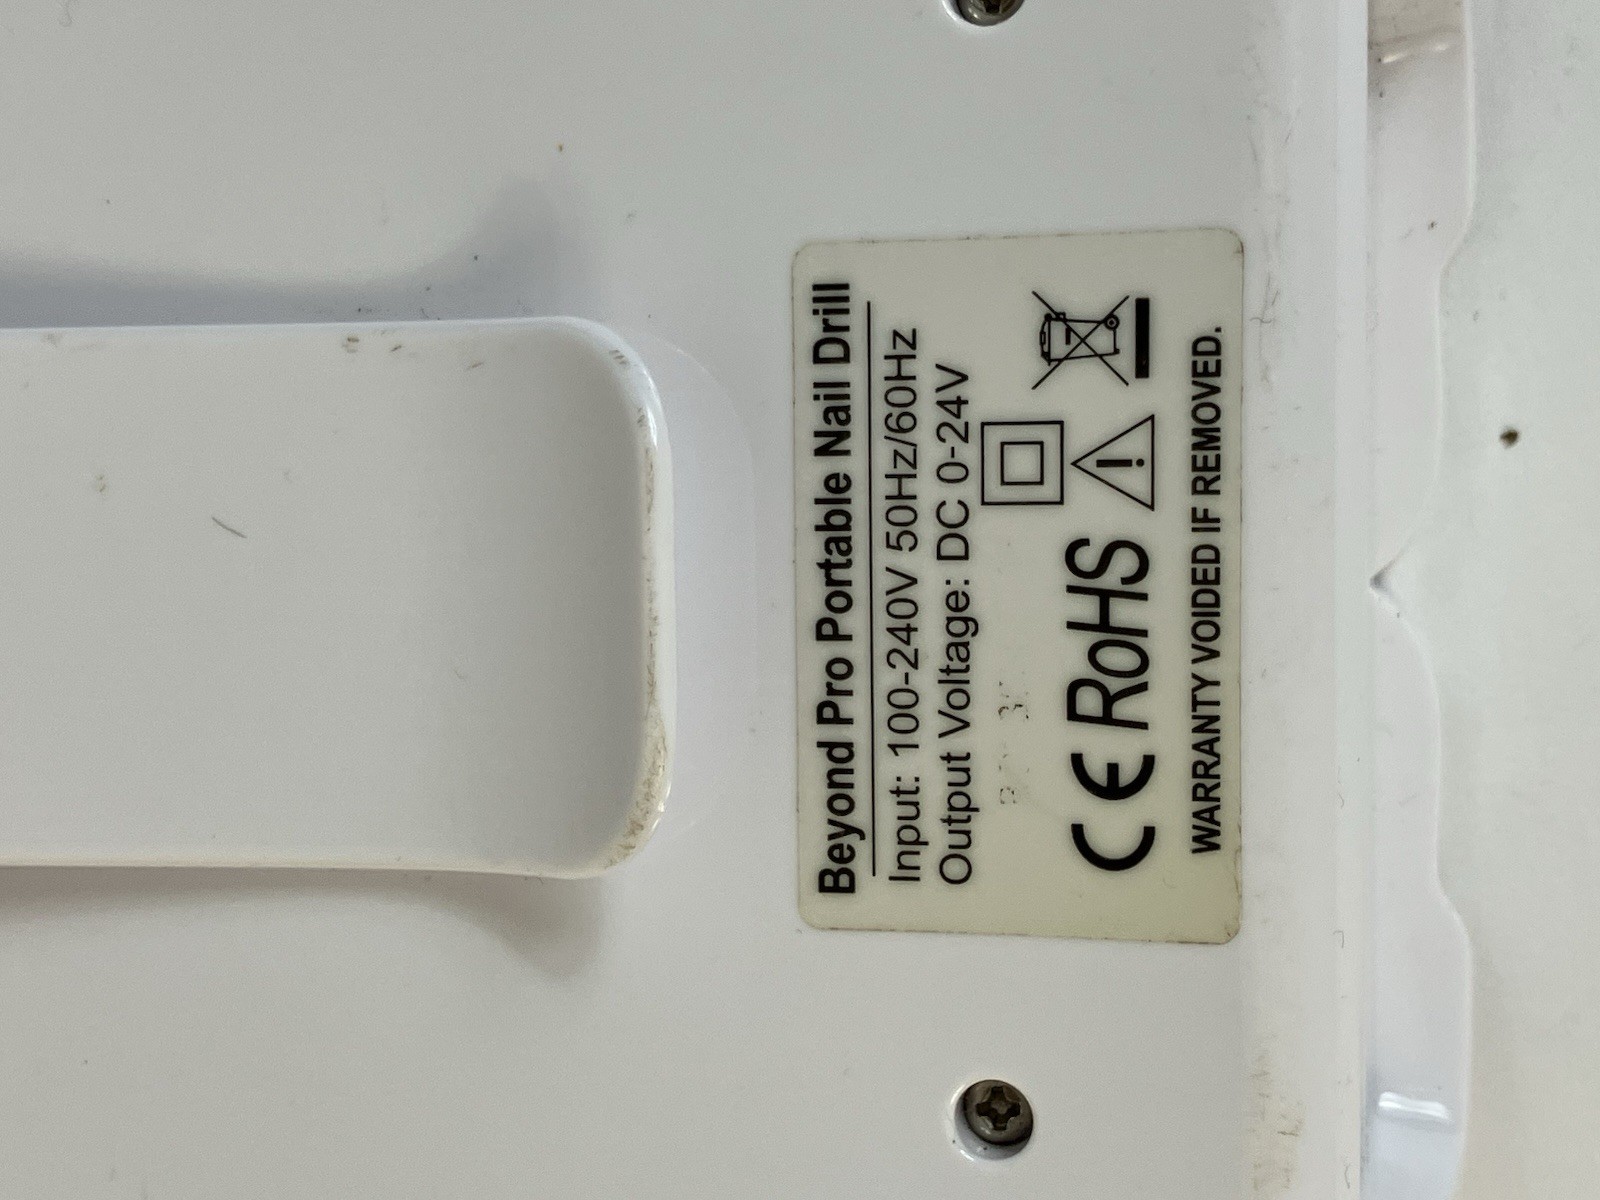 Beyond Pro Portable Nail Drill
Input: 100-240V 50Hz/60Hz
Output Voltage: DC 0-24V
CE RoHS
WARRANTY VOIDED IF REMOVED.